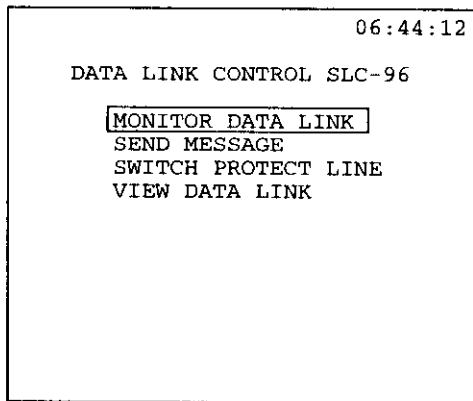 06:44:12
DATA LINK CONTROL SLC-96
MONITOR DATA LINK
SEND MESSAGE
SWITCH PROTECT LINE
VIEW DATA LINK